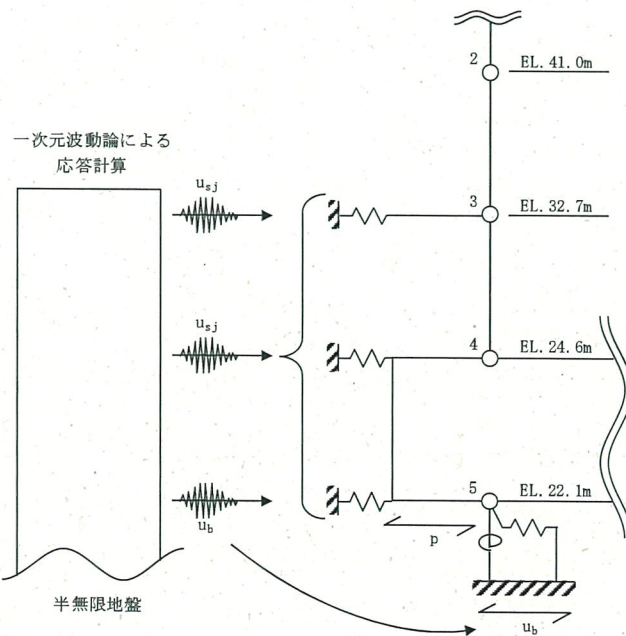 2
EL. 41.0m
一次元波動論による
応答計算
u_sj
3
EL. 32.7m
u_sj
4
EL. 24.6m
u_b
5
EL. 22.1m
p
半無限地盤
u_b